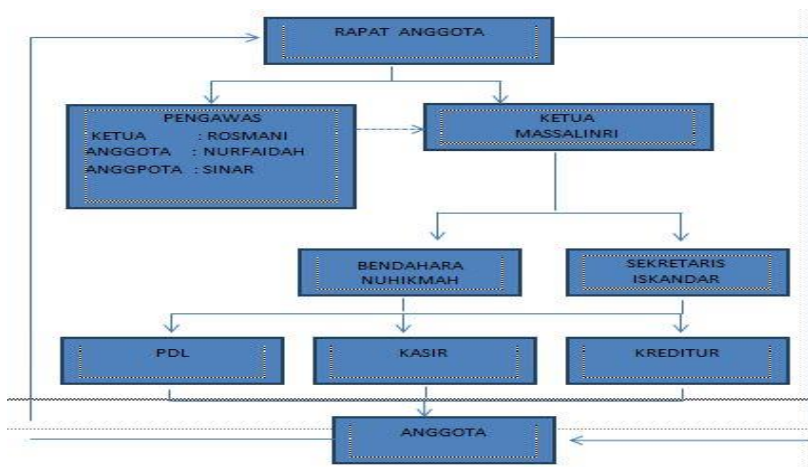 RAPAT ANGGOTA
PENGAWAS
KETUA : ROSMANI
ANGGOTA : NURFAIDAH
ANGGPOTA : SINAR
KETUA
MASSALINRI
BENDAHARA
NUHIKMAH
SEKRETARIS
ISKANDAR
PDL
KASIR
KREDITUR
ANGGOTA